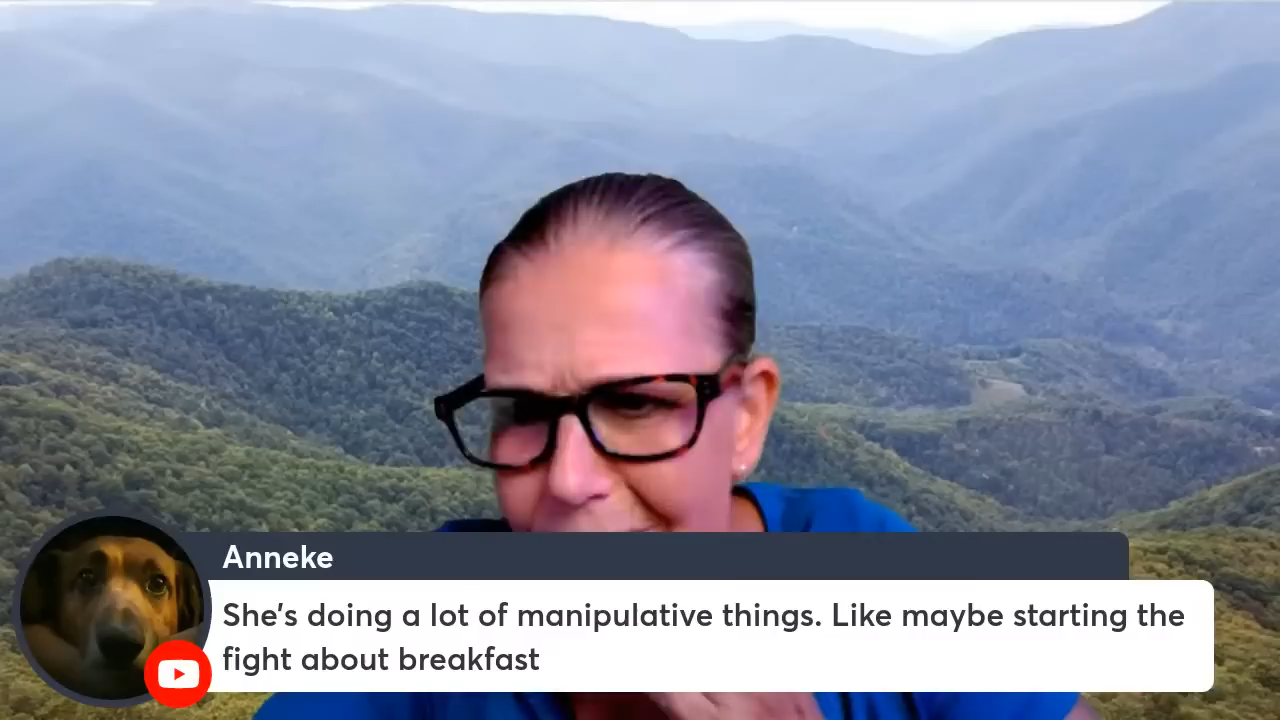 Anneke
She's doing a lot of manipulative things. Like maybe starting the
fight about breakfast